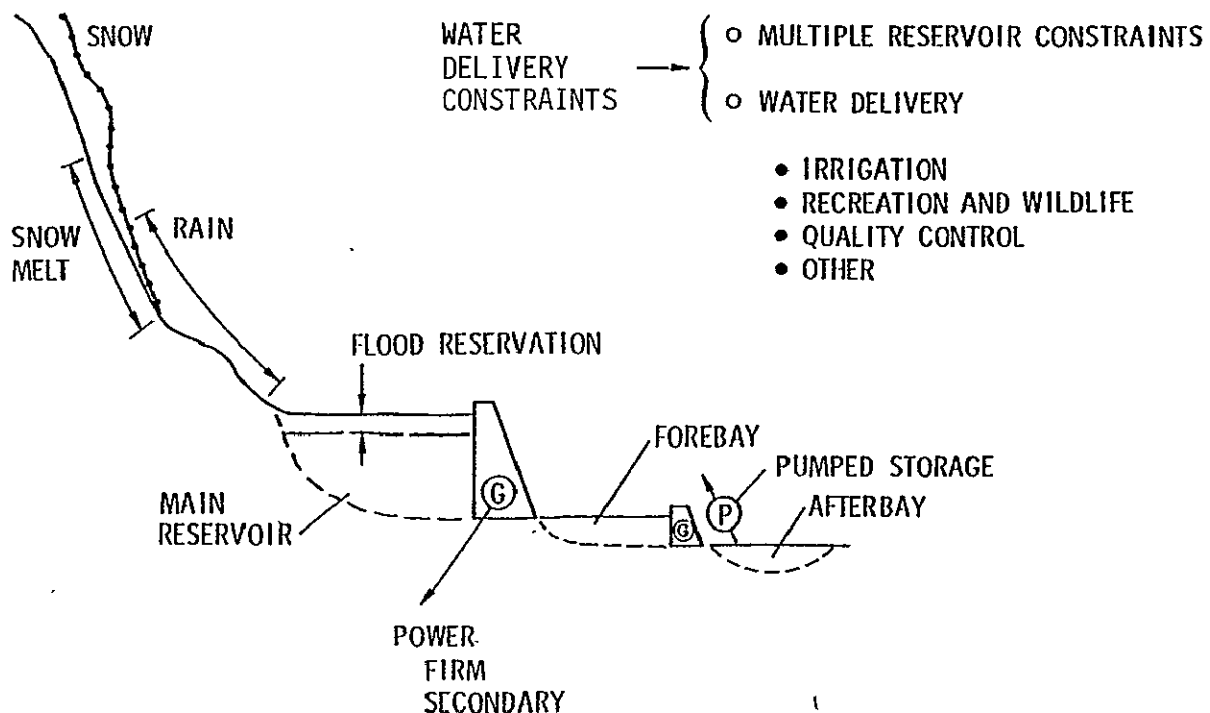 SNOW
WATER
DELIVERY
CONSTRAINTS
O MULTIPLE RESERVOIR CONSTRAINTS
O WATER DELIVERY
• IRRIGATION
• RECREATION AND WILDLIFE
• QUALITY CONTROL
• OTHER
RAIN
SNOW
MELT
FLOOD RESERVATION
FOREBAY
PUMPED STORAGE
AFTERBAY
G
G
P
MAIN
RESERVOIR
POWER
FIRM
SECONDARY